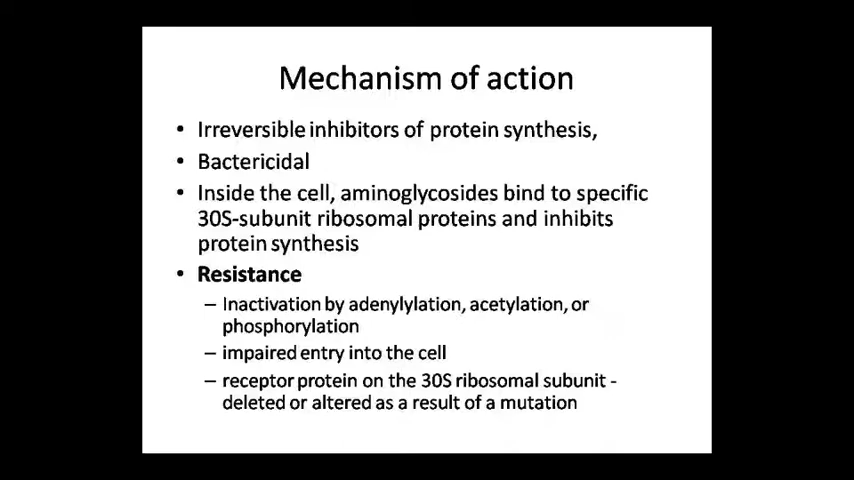 Mechanism of action
• Irreversible inhibitors of protein synthesis,
• Bactericidal
• Inside the cell, aminoglycosides bind to specific
30S-subunit ribosomal proteins and inhibits
protein synthesis
• Resistance
– Inactivation by adenylylation, acetylation, or
phosphorylation
– impaired entry into the cell
– receptor protein on the 30S ribosomal subunit -
deleted or altered as a result of a mutation